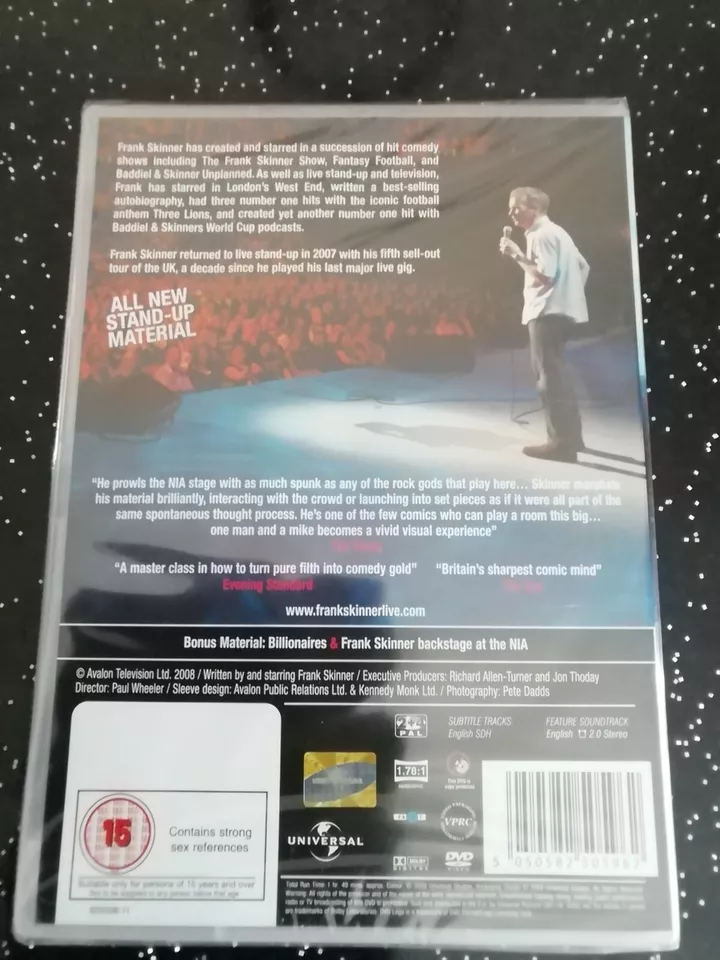 Frank Skinner has created and starred in a succession of hit comedy
shows including The Frank Skinner Show, Fantasy Football, and
Baddiel & Skinner Unplanned. As well as live stand-up and television,
Frank has starred in London's West End, written a best-selling
autobiography, had three number one hits with the iconic football
anthem Three Lions, and created yet another number one hit with
Baddiel & Skinners World Cup podcasts.
Frank Skinner returned to live stand-up in 2007 with his fifth sell-out
tour of the UK, a decade since he played his last major live gig.
ALL NEW
STAND-UP
MATERIAL
"He prowls the NIA stage with as much spunk as any of the rock gods that play here... Skinner
his material brilliantly, interacting with the crowd or launching into set pieces as if it were all part of the
same spontaneous thought process. He's one of the few comics who can play a room this big...
one man and a mike becomes a vivid visual experience"
"A master class in how to turn pure filth into comedy gold" "Britain's sharpest comic mind"
Evening Standard
www.frankskinnerlive.com
Bonus Material: Billionaires & Frank Skinner backstage at the NIA
© Avalon Television Ltd. 2008 / Written by and starring Frank Skinner / Executive Producers: Richard Allen-Turner and Jon Thoday
Director: Paul Wheeler / Sleeve design: Avalon Public Relations Ltd. & Kennedy Monk Ltd. / Photography: Pete Dadds
PAL
SUBTITLE TRACKS
English SDH
FEATURE SOUNDTRACK
English 2.0 Stereo
1.78:1
15
Contains strong
sex references
Suitable only for persons of 15 years and over
UNIVERSAL
VPRC
DOLBY
DIGITAL
DVD